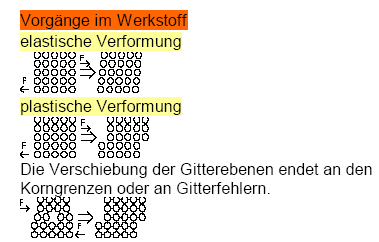 Vorgänge im Werkstoff
elastische Verformung
F
F
plastische Verformung
F
F
Die Verschiebung der Gitterebenen endet an den
Korngrenzen oder an Gitterfehlern.
F
F